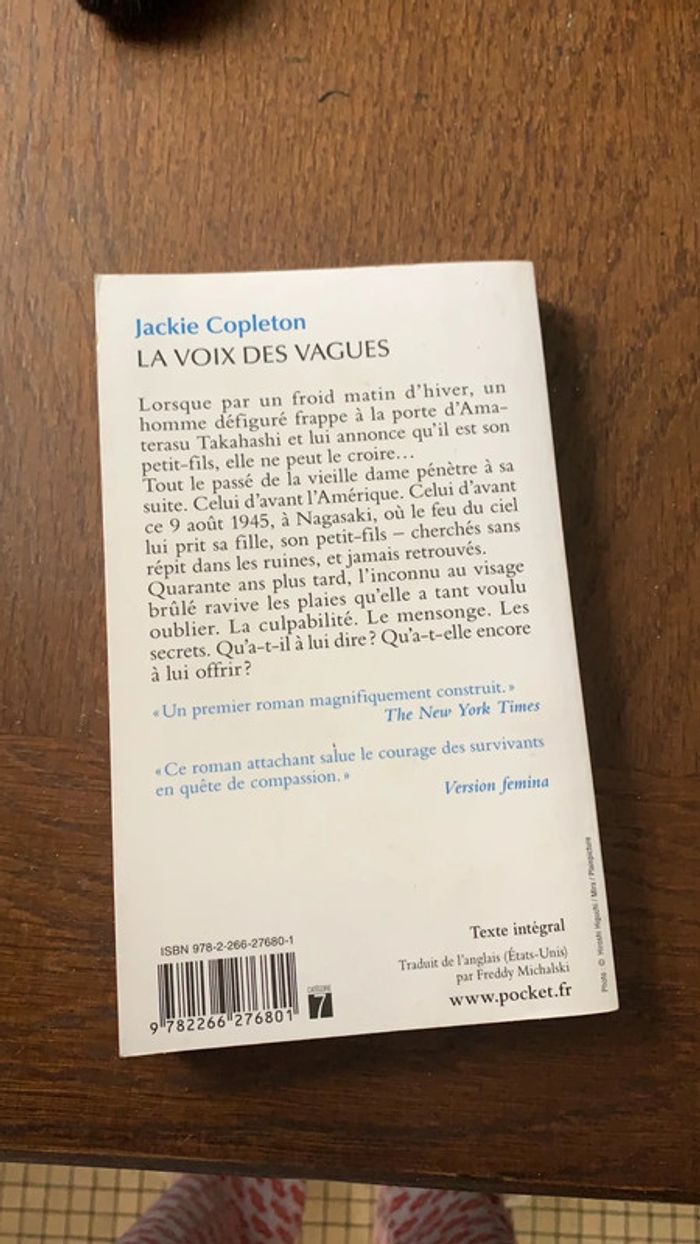 Jackie Copleton
LA VOIX DES VAGUES
Lorsque par un froid matin d'hiver, un
homme défiguré frappe à la porte d'Ama-
terasu Takahashi et lui annonce qu'il est son
petit-fils, elle ne peut le croire…
Tout le passé de la vieille dame pénètre à sa
suite. Celui d'avant l'Amérique. Celui d'avant
ce 9 août 1945, à Nagasaki, où le feu du ciel
lui prit sa fille, son petit-fils – cherchés sans
répit dans les ruines, et jamais retrouvés.
Quarante ans plus tard, l'inconnu au visage
brûlé ravive les plaies qu'elle a tant voulu
oublier. La culpabilité. Le mensonge. Les
secrets. Qu'a-t-il à lui dire ? Qu'a-t-elle encore
à lui offrir ?
« Un premier roman magnifiquement construit. »
The New York Times
« Ce roman attachant salue le courage des survivants
en quête de compassion. »
Version femina
ISBN 978-2-266-27680-1
9 782266 276801
CATÉGORIE
7
Texte intégral
Traduit de l'anglais (États-Unis)
par Freddy Michalski
www.pocket.fr
Photo : © Hiroshi Higuchi / Mira / Plainpicture